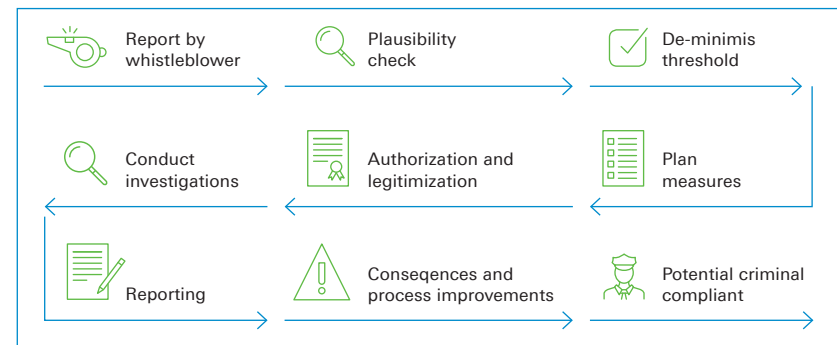 Report by
whistleblower
Plausibility
check
De-minimis
threshold
Conduct
investigations
Authorization and
legitimization
Plan
measures
Reporting
Conseqences and
process improvements
Potential criminal
compliant